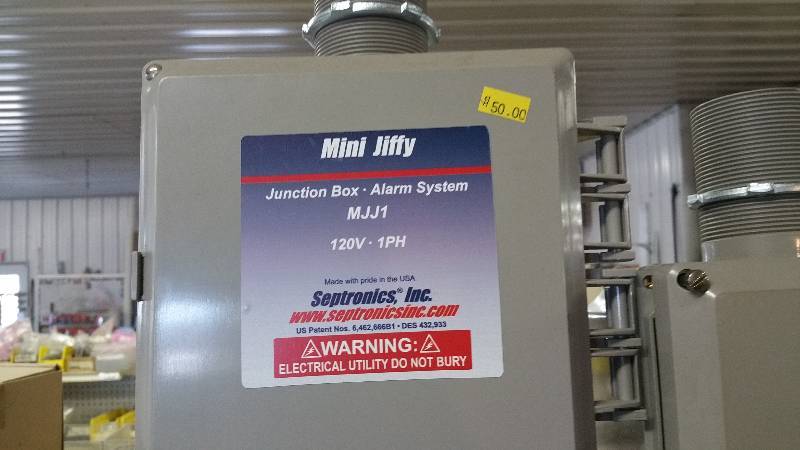 $50.00
Mini Jiffy
Junction Box · Alarm System
MJJ1
120V · 1PH
Made with pride in the USA
Septronics,® Inc.
www.septronicsinc.com
US Patent Nos. 6,462,666B1 • DES 432,933
WARNING:
ELECTRICAL UTILITY DO NOT BURY